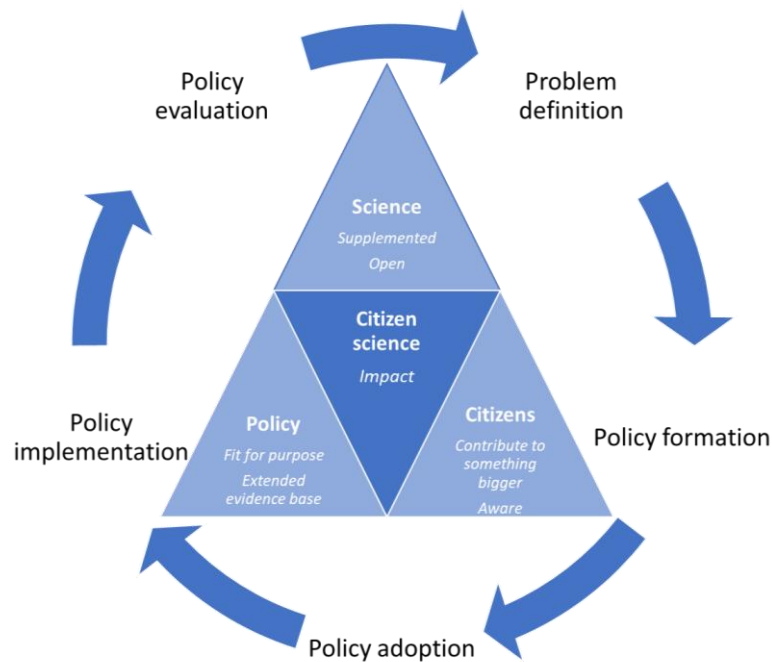 Policy
evaluation
Problem
definition
Science
Supplemented
Open
Citizen
science
Impact
Policy
implementation
Policy
Fit for purpose
Extended
evidence base
Citizens
Contribute to
something
bigger
Aware
Policy formation
Policy adoption